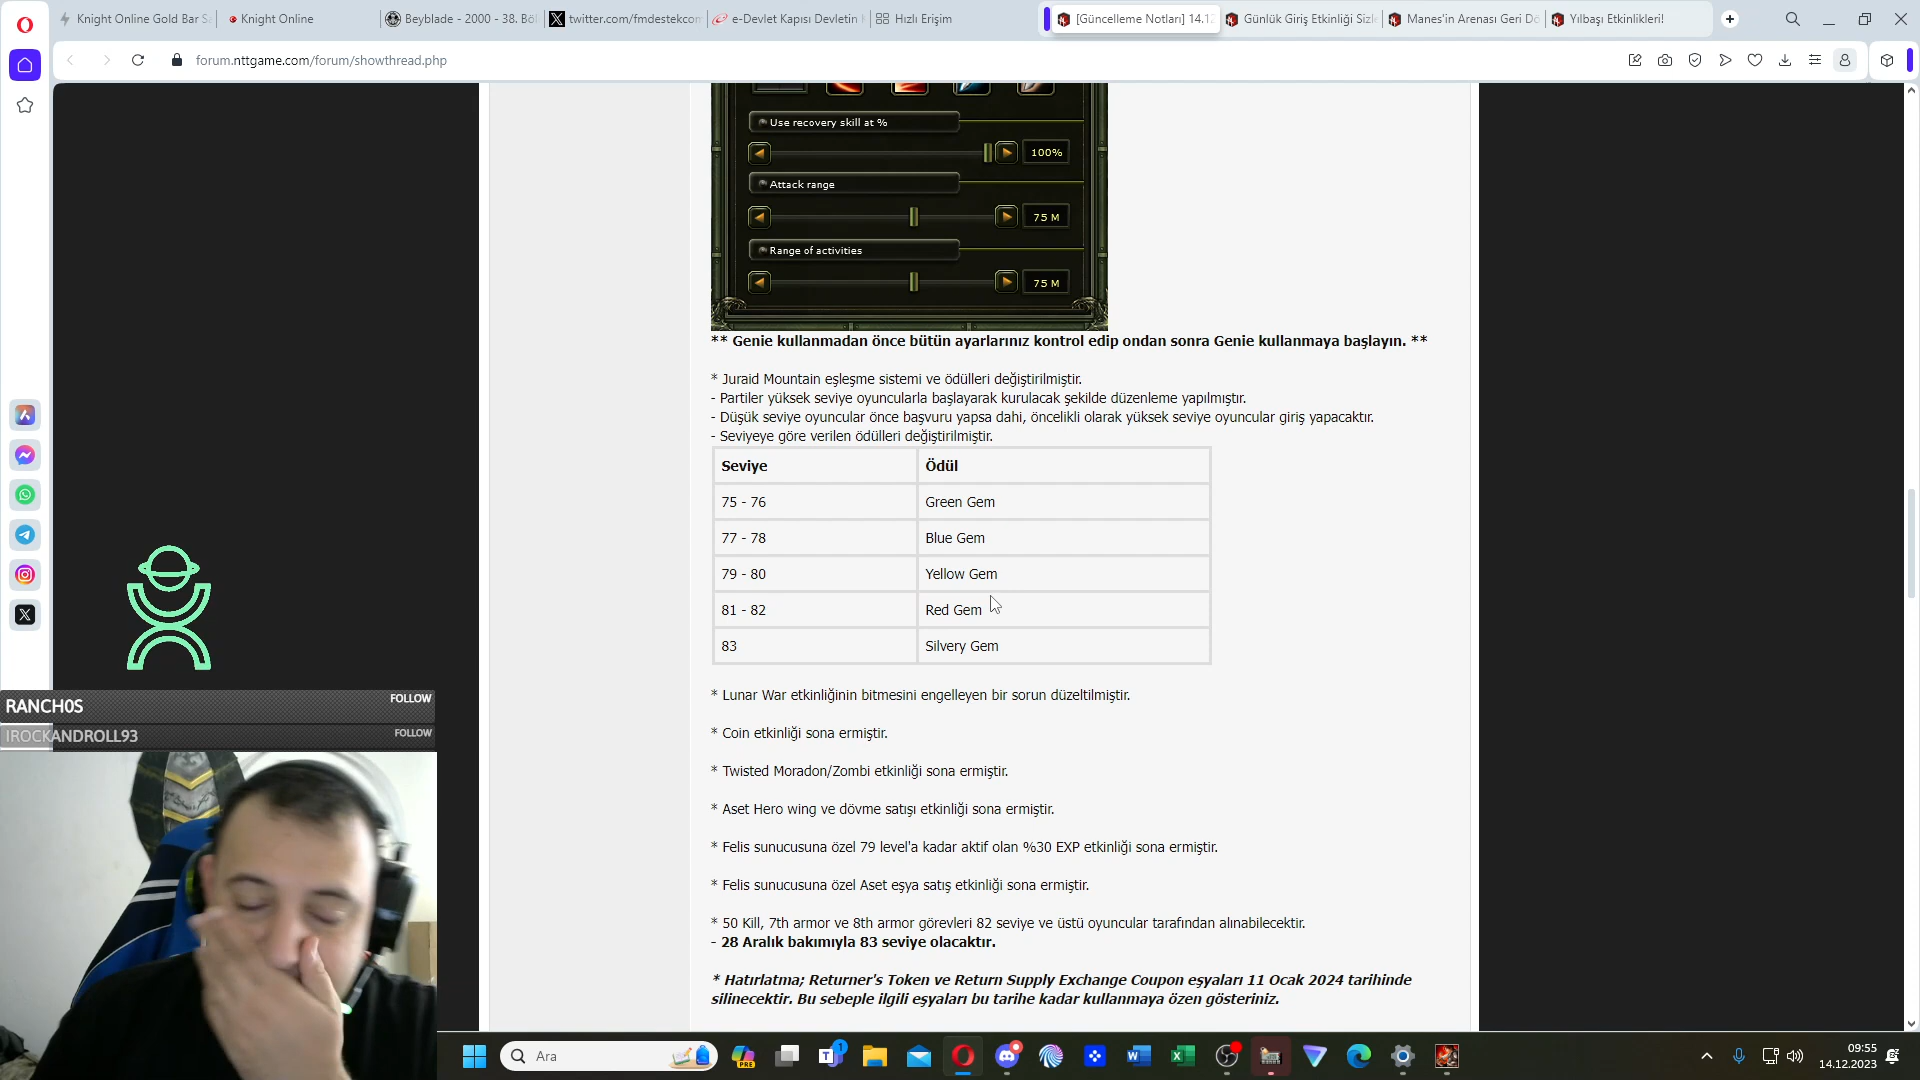 Knight Online Gold Bar S
Knight Online
Beyblade - 2000 - 38. Böl
twitter.com/fmdestekcom
e-Devlet Kapısı Devletin
Hızlı Erişim
[Güncelleme Notları] 14.12
Günlük Giriş Etkinliği Sizle
Manes'in Arenası Geri Dö
Yılbaşı Etkinlikleri!
forum.nttgame.com/forum/showthread.php
Use recovery skill at %
100%
Attack range
75 M
Range of activities
75 M
** Genie kullanmadan önce bütün ayarlarınız kontrol edip ondan sonra Genie kullanmaya başlayın. **
* Juraid Mountain eşleşme sistemi ve ödülleri değiştirilmiştir.
- Partiler yüksek seviye oyuncularla başlayarak kurulacak şekilde düzenleme yapılmıştır.
- Düşük seviye oyuncular önce başvuru yapsa dahi, öncelikli olarak yüksek seviye oyuncular giriş yapacaktır.
- Seviyeye göre verilen ödülleri değiştirilmiştir.
Seviye Ödül
75 - 76 Green Gem
77 - 78 Blue Gem
79 - 80 Yellow Gem
81 - 82 Red Gem
83 Silvery Gem
* Lunar War etkinliğinin bitmesini engelleyen bir sorun düzeltilmiştir.
* Coin etkinliği sona ermiştir.
* Twisted Moradon/Zombi etkinliği sona ermiştir.
* Aset Hero wing ve dövme satışı etkinliği sona ermiştir.
* Felis sunucusuna özel 79 level'a kadar aktif olan %30 EXP etkinliği sona ermiştir.
* Felis sunucusuna özel Aset eşya satış etkinliği sona ermiştir.
* 50 Kill, 7th armor ve 8th armor görevleri 82 seviye ve üstü oyuncular tarafından alınabilecektir.
- 28 Aralık bakımıyla 83 seviye olacaktır.
* Hatırlatma; Returner's Token ve Return Supply Exchange Coupon eşyaları 11 Ocak 2024 tarihinde
silinecektir. Bu sebeple ilgili eşyaları bu tarihe kadar kullanmaya özen gösteriniz.
RANCH0S FOLLOW
IROCKANDROLL93 FOLLOW
Ara
PRE
1
09:55
14.12.2023